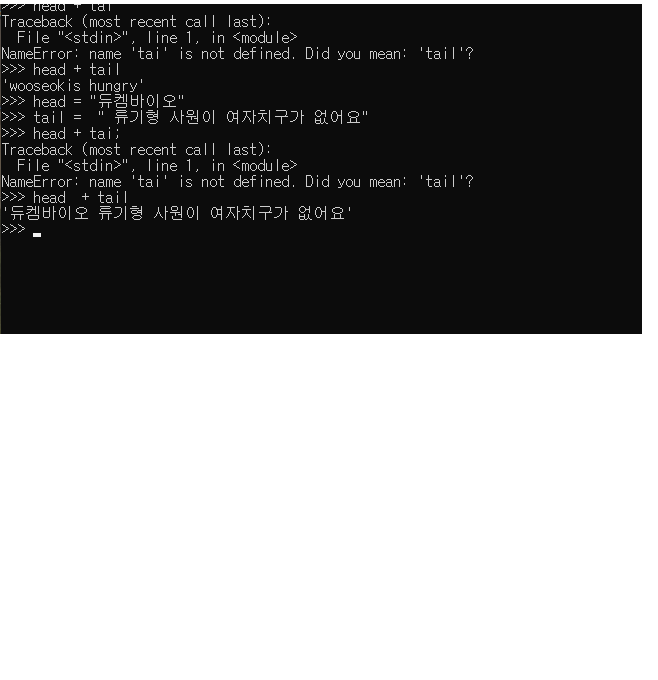 >>> head + tai
Traceback (most recent call last):
  File "<stdin>", line 1, in <module>
NameError: name 'tai' is not defined. Did you mean: 'tail'?
>>> head + tail
'wooseokis hungry'
>>> head = "듀켐바이오"
>>> tail =  " 류기형 사원이 여자치구가 없어요"
>>> head + tai;
Traceback (most recent call last):
  File "<stdin>", line 1, in <module>
NameError: name 'tai' is not defined. Did you mean: 'tail'?
>>> head  + tail
'듀켐바이오 류기형 사원이 여자치구가 없어요'
>>>